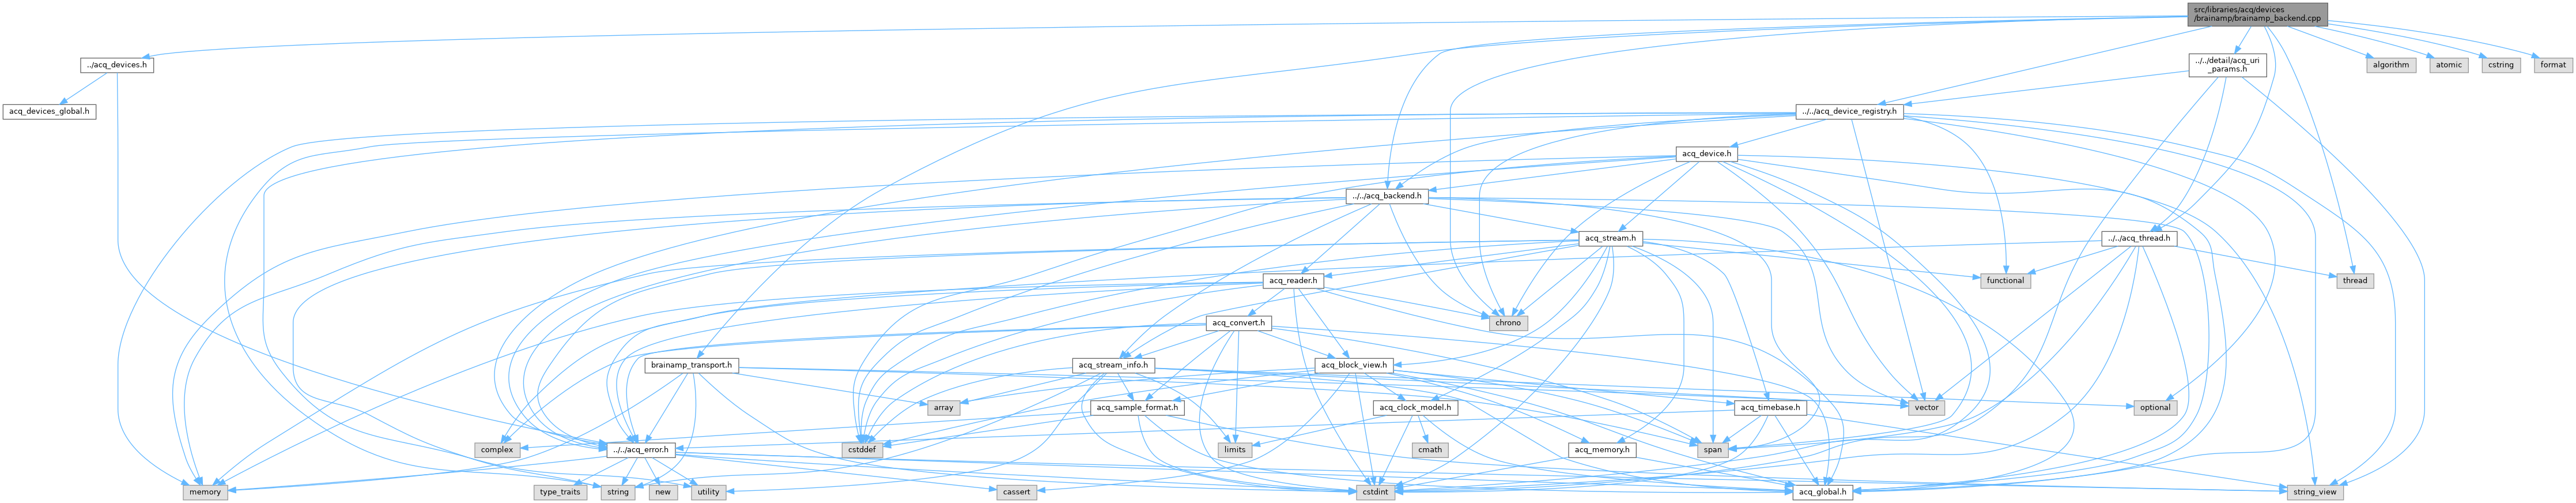 src/libraries/acq/devices
/brainamp/brainamp_backend.cpp
../acq_devices.h
../../detail/acq_uri
_params.h
algorithm
atomic
cstring
format
acq_devices_global.h
../../acq_device_registry.h
acq_device.h
../../acq_backend.h
acq_stream.h
../../acq_thread.h
acq_reader.h
functional
thread
acq_convert.h
chrono
brainamp_transport.h
acq_stream_info.h
acq_block_view.h
array
acq_sample_format.h
acq_clock_model.h
acq_timebase.h
vector
optional
complex
../../acq_error.h
cstddef
limits
cmath
acq_memory.h
span
memory
type_traits
string
new
utility
cassert
cstdint
acq_global.h
string_view